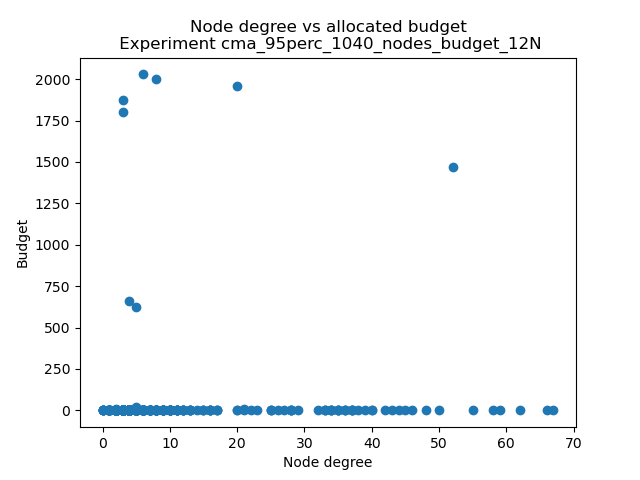 Node degree vs allocated budget
Experiment cma_95perc_1040_nodes_budget_12N
2000
1750
1500
1250
1000
750
500
250
0
Budget
0 10 20 30 40 50 60 70
Node degree